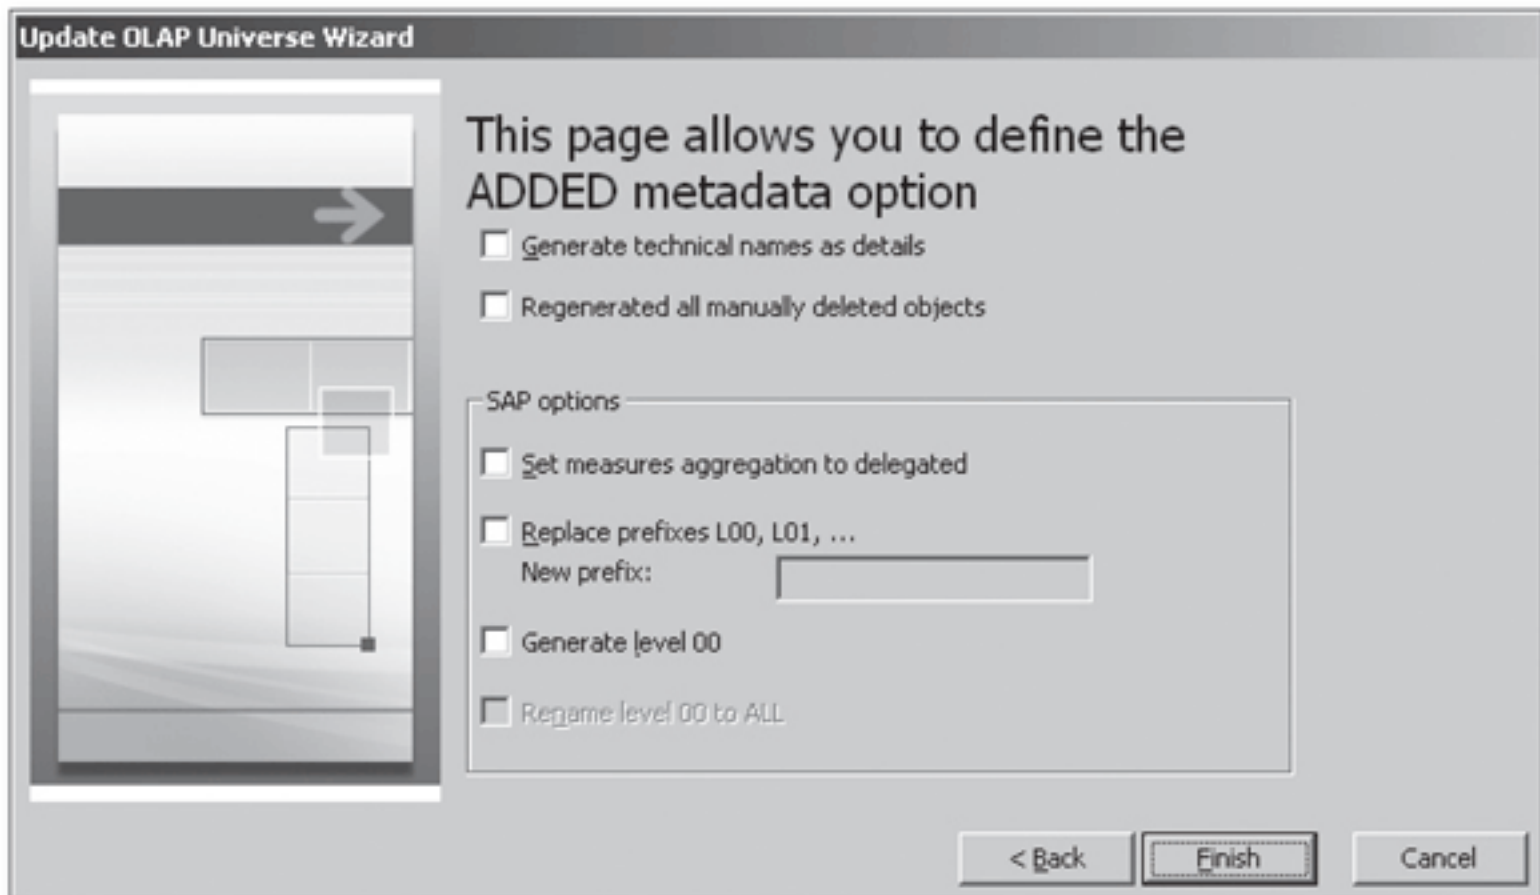 Update OLAP Universe Wizard
This page allows you to define the
ADDED metadata option
Generate technical names as details
Regenerated all manually deleted objects
SAP options
Set measures aggregation to delegated
Replace prefixes L00, L01, ...
New prefix:
Generate level 00
Rename level 00 to ALL
< Back
Finish
Cancel